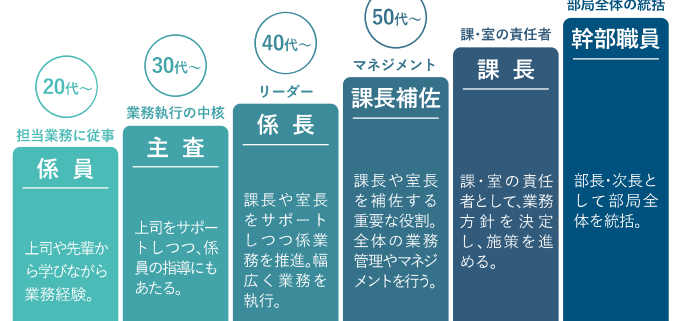 20代～
担当業務に従事
係員
上司や先輩か
ら学びながら
業務経験。
30代～
業務執行の中核
主査
上司をサポー
トしつつ、係
員の指導にも
あたる。
40代～
リーダー
係長
課長や室長
をサポート
しつつ係業
務を推進。幅
広く業務を
執行。
50代～
マネジメント
課長補佐
課長や室長
を補佐する
重要な役割。
全体の業務
管理やマネジ
メントを行う。
課・室の責任者
課長
課・室の責任
者として、業務
方針を決定
し、施策を進
める。
部局全体の統括
幹部職員
部長・次長と
して部局全
体を統括。